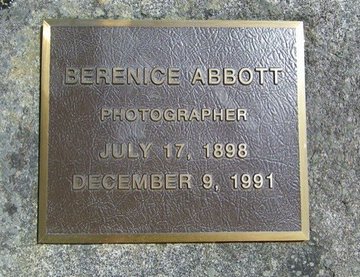 BERENICE ABBOTT
PHOTOGRAPHER
JULY 17, 1898
DECEMBER 9, 1991